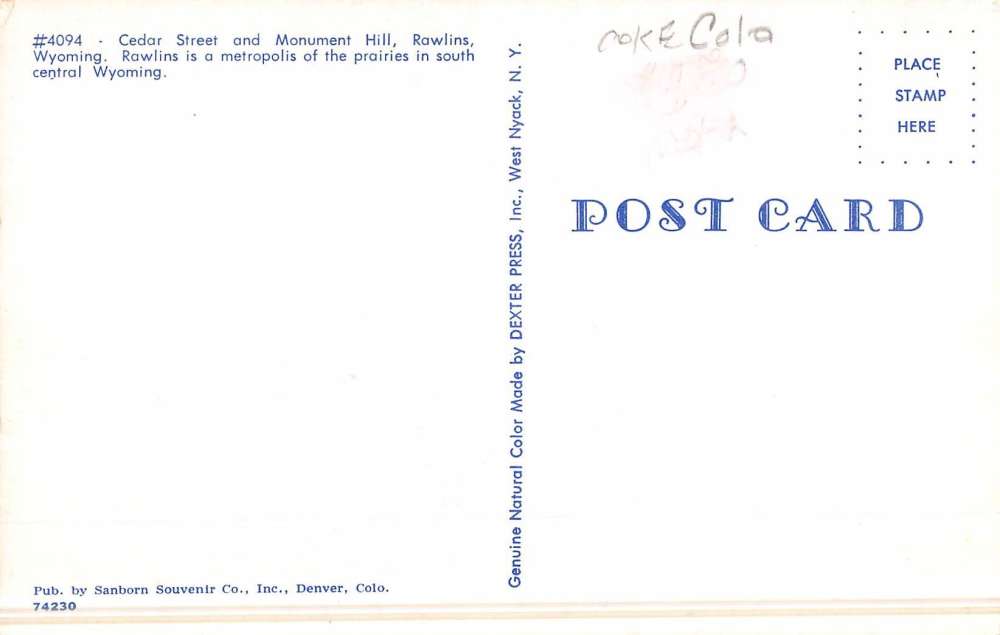 #4094 - Cedar Street and Monument Hill, Rawlins,
Wyoming. Rawlins is a metropolis of the prairies in south
central Wyoming.
Pub. by Sanborn Souvenir Co., Inc., Denver, Colo.
74230
Genuine Natural Color Made by DEXTER PRESS, Inc., West Nyack, N. Y.
coke Cola
PLACE
STAMP
HERE
POST CARD